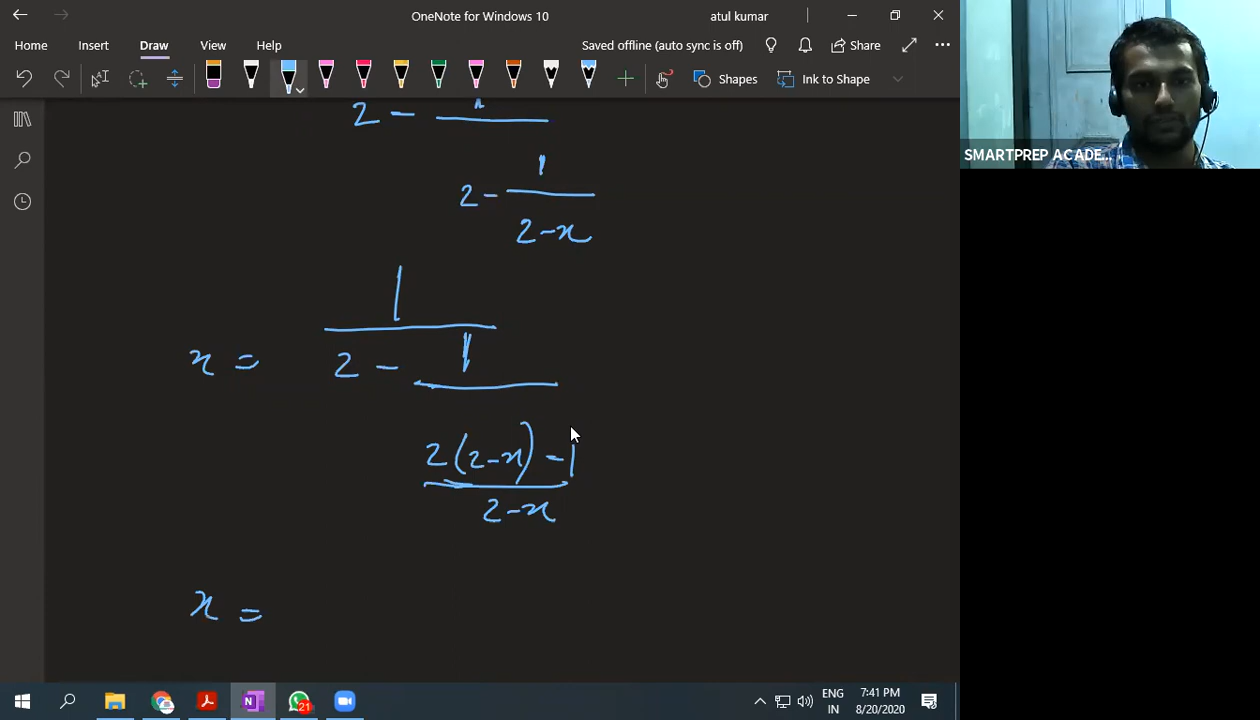 OneNote for Windows 10
atul kumar
Home Insert Draw View Help
Saved offline (auto sync is off)
Share
Shapes
Ink to Shape
SMARTPREP ACADE...
2 -
1
2 -
2-x
1
x = 2 - 1
2(2-x) -1
2-x
x =
21
ENG
IN
7:41 PM
8/20/2020